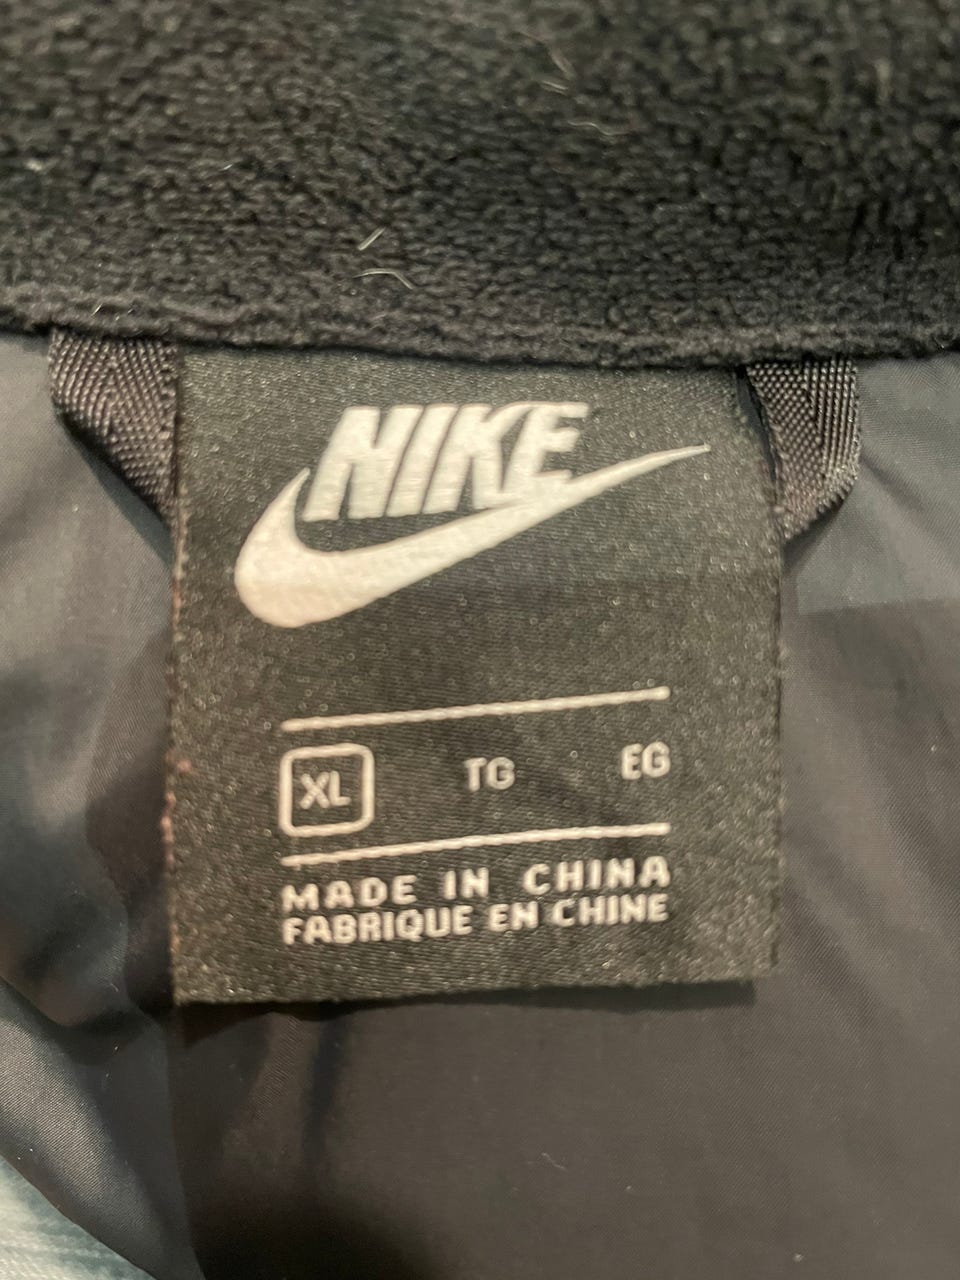 NIKE
XL TG EG
MADE IN CHINA
FABRIQUE EN CHINE